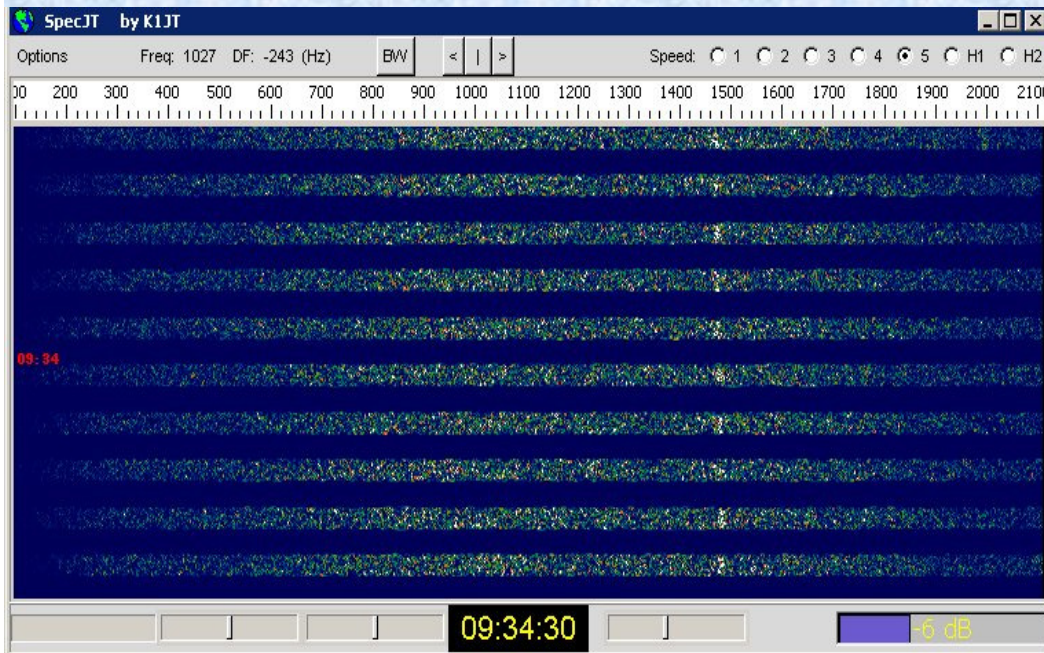 SpecJT by K1JT
Options Freq: 1027 DF: -243 (Hz) BW < | > Speed: 1 2 3 4 5 H1 H2
00 200 300 400 500 600 700 800 900 1000 1100 1200 1300 1400 1500 1600 1700 1800 1900 2000 2100
09:34
09:34:30 -6 dB